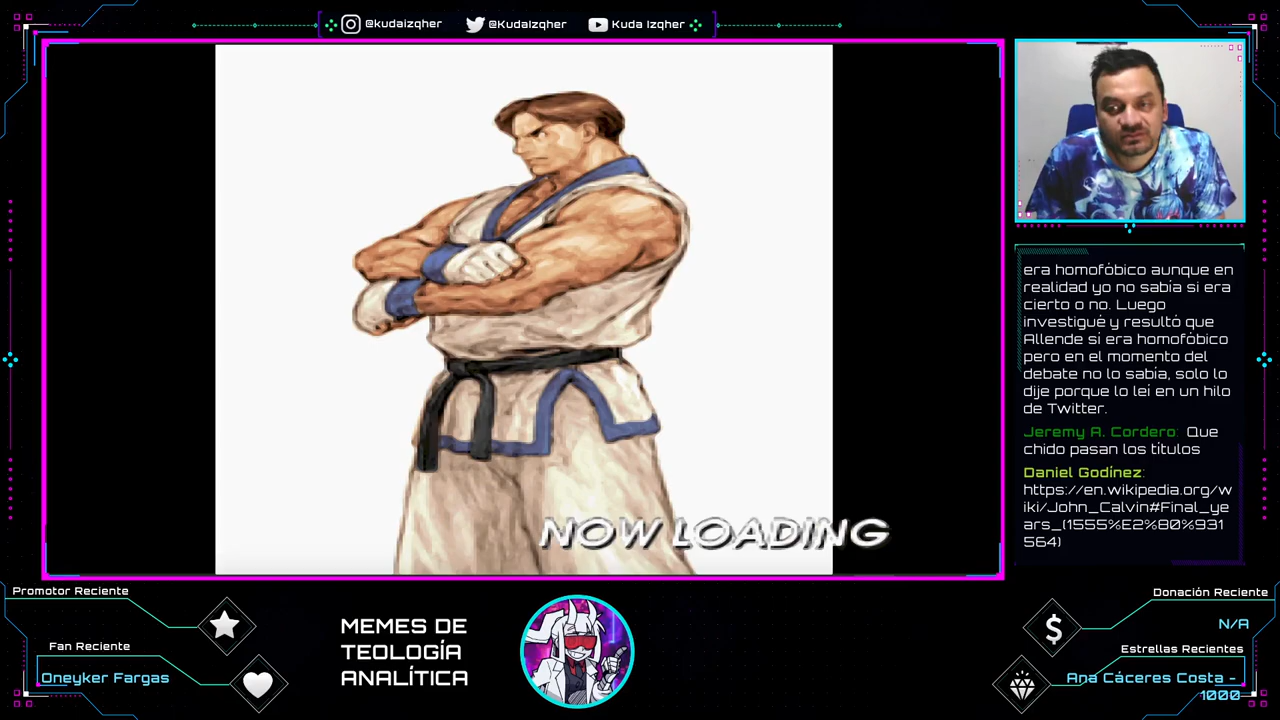 @kudaizqher
@Kudaizqher
Kuda Izqher
era homofóbico aunque en
realidad yo no sabía si era
cierto o no. Luego
investigué y resultó que
Allende sí era homofóbico
pero en el momento del
debate no lo sabía, solo lo
dije porque lo leí en un hilo
de Twitter.
Jeremy A. Cordero: Que
chido pasan los títulos
Daniel Godínez:
https://en.wikipedia.org/w
iki/John_Calvin#Final_ye
ars_(1555%E2%80%931
564)
NOW LOADING
Promotor Reciente
Fan Reciente
Oneyker Fargas
MEMES DE
TEOLOGÍA
ANALÍTICA
Donación Reciente
N/A
Estrellas Recientes
Ana Cáceres Costa -
1000